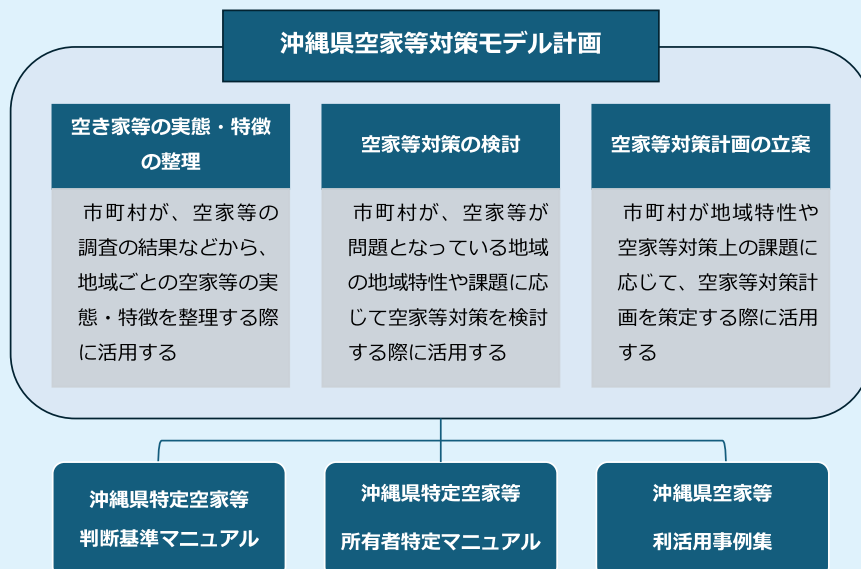 沖縄県空家等対策モデル計画
空き家等の実態・特徴
の整理
市町村が、空家等の
調査の結果などから、
地域ごとの空家等の実
態・特徴を整理する際
に活用する
空家等対策の検討
市町村が、空家等が
問題となっている地域
の地域特性や課題に応
じて空家等対策を検討
する際に活用する
空家等対策計画の立案
市町村が地域特性や
空家等対策上の課題に
応じて、空家等対策計
画を策定する際に活用
する
沖縄県特定空家等
判断基準マニュアル
沖縄県特定空家等
所有者特定マニュアル
沖縄県空家等
利活用事例集